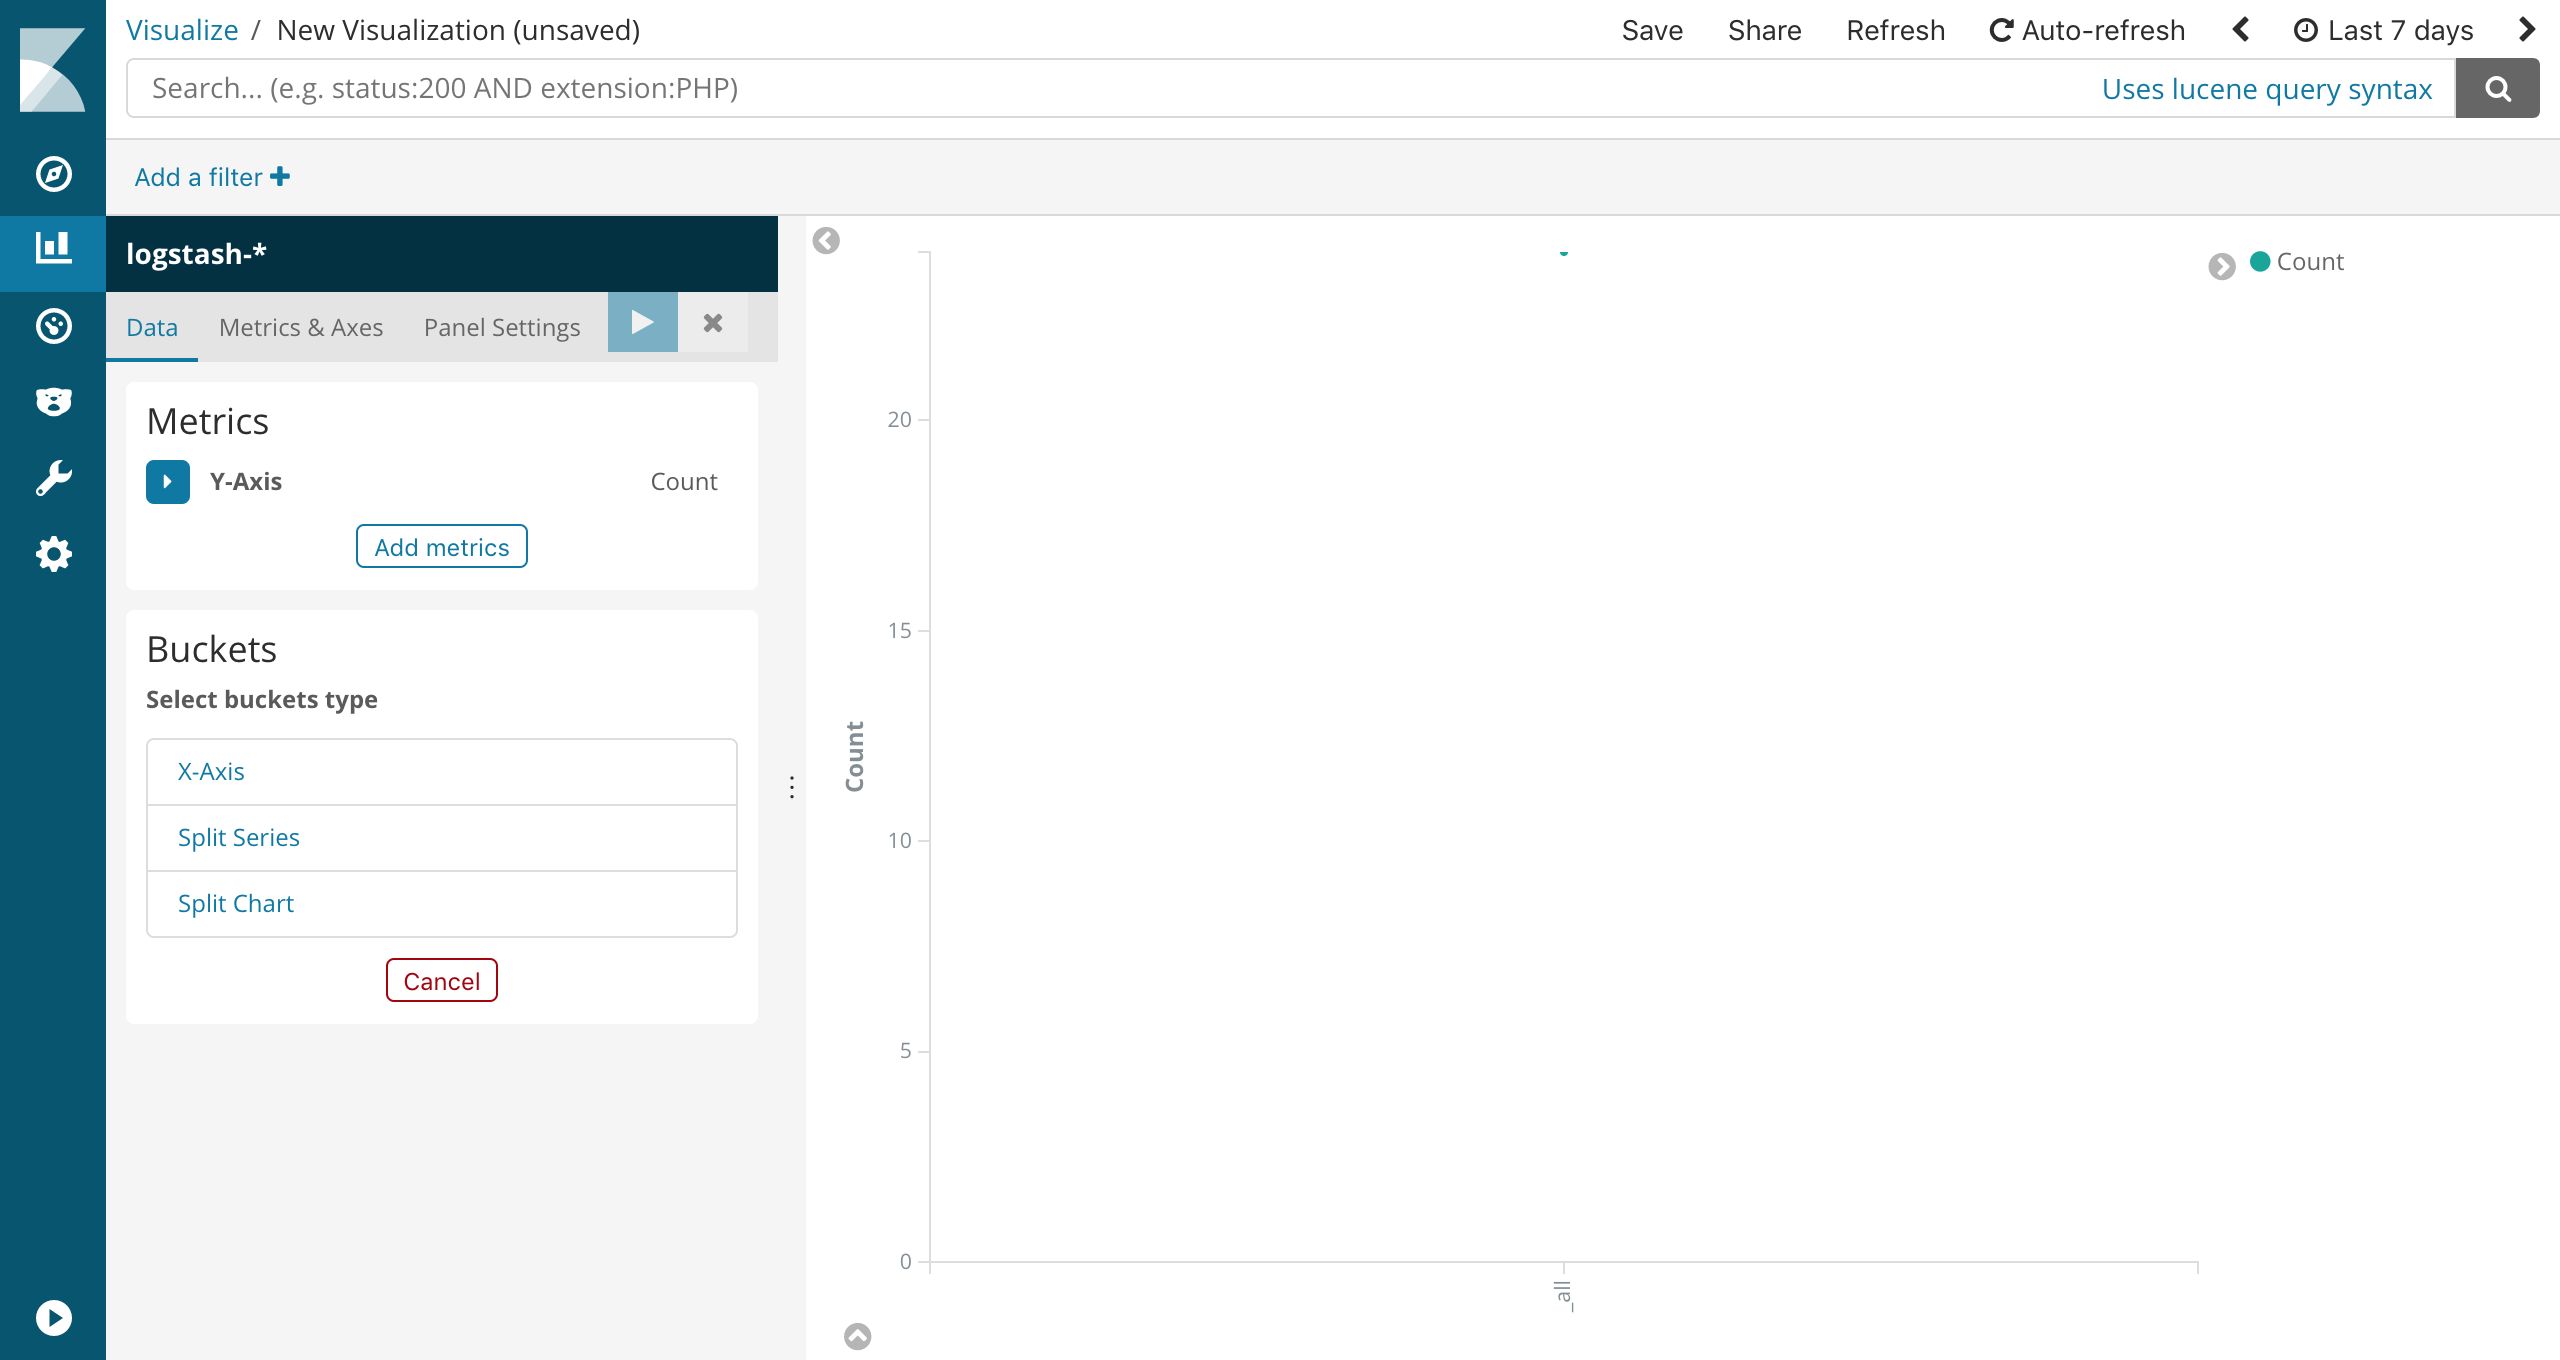 Visualize / New Visualization (unsaved)
Save Share Refresh Auto-refresh Last 7 days
Search... (e.g. status:200 AND extension:PHP)
Uses lucene query syntax
Add a filter
logstash-*
Data Metrics & Axes Panel Settings
Metrics
Y-Axis Count
Add metrics
Buckets
Select buckets type
X-Axis
Split Series
Split Chart
Cancel
Count
20
15
10
5
0
Count
_all